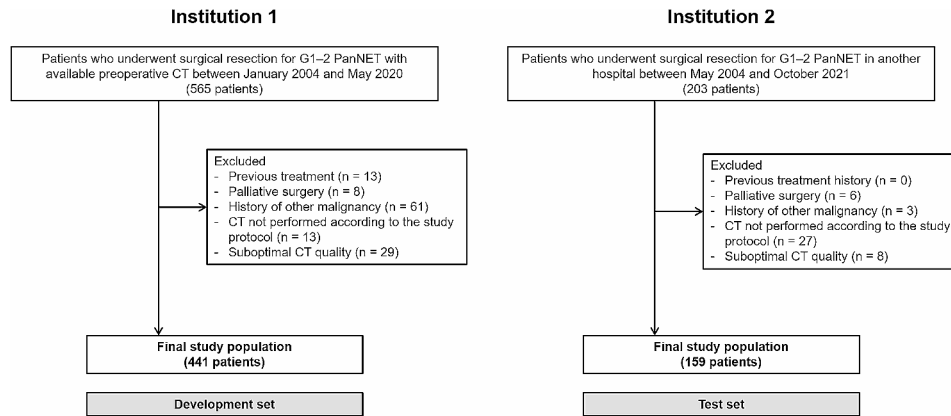 Institution 1
Patients who underwent surgical resection for G1–2 PanNET with
available preoperative CT between January 2004 and May 2020
(565 patients)
Excluded
- Previous treatment (n = 13)
- Palliative surgery (n = 8)
- History of other malignancy (n = 61)
- CT not performed according to the study
protocol (n = 13)
- Suboptimal CT quality (n = 29)
Final study population
(441 patients)
Development set
Institution 2
Patients who underwent surgical resection for G1–2 PanNET in another
hospital between May 2004 and October 2021
(203 patients)
Excluded
- Previous treatment history (n = 0)
- Palliative surgery (n = 6)
- History of other malignancy (n = 3)
- CT not performed according to the study
protocol (n = 27)
- Suboptimal CT quality (n = 8)
Final study population
(159 patients)
Test set